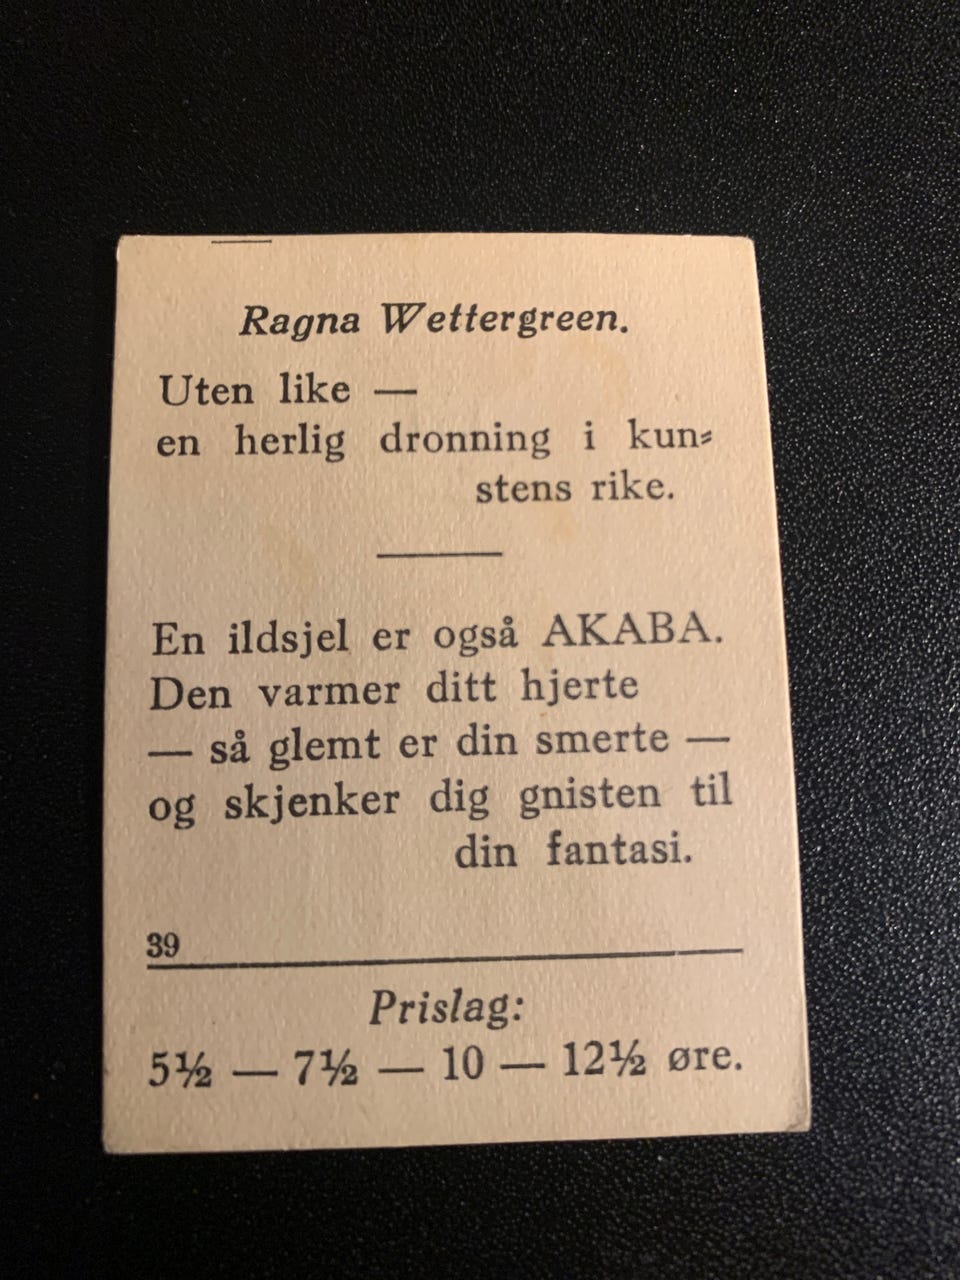 Ragna Wettergreen.
Uten like —
en herlig dronning i kun⸗
stens rike.
En ildsjel er også AKABA.
Den varmer ditt hjerte
— så glemt er din smerte —
og skjenker dig gnisten til
din fantasi.
39
Prislag:
5½ — 7½ — 10 — 12½ øre.